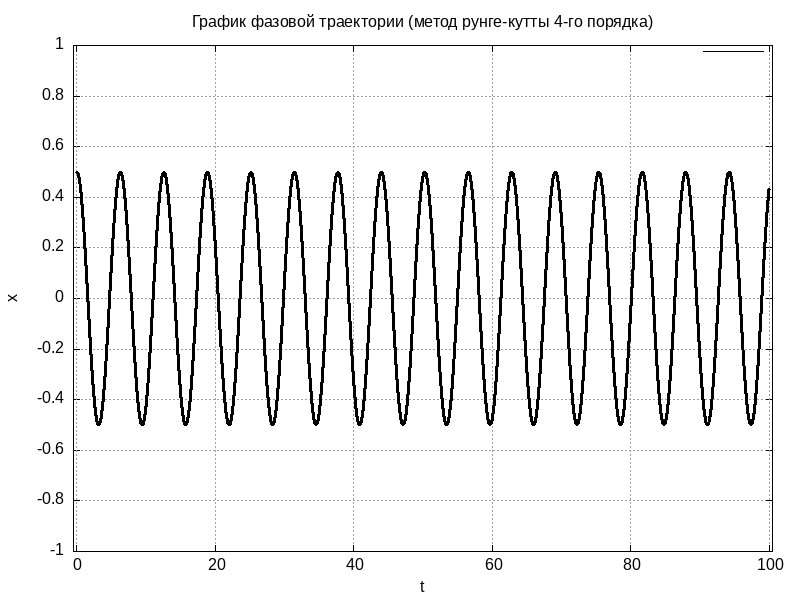 График фазовой траектории (метод рунге-кутты 4-го порядка)
1
0.8
0.6
0.4
0.2
0
-0.2
-0.4
-0.6
-0.8
-1
x
0 20 40 60 80 100
t